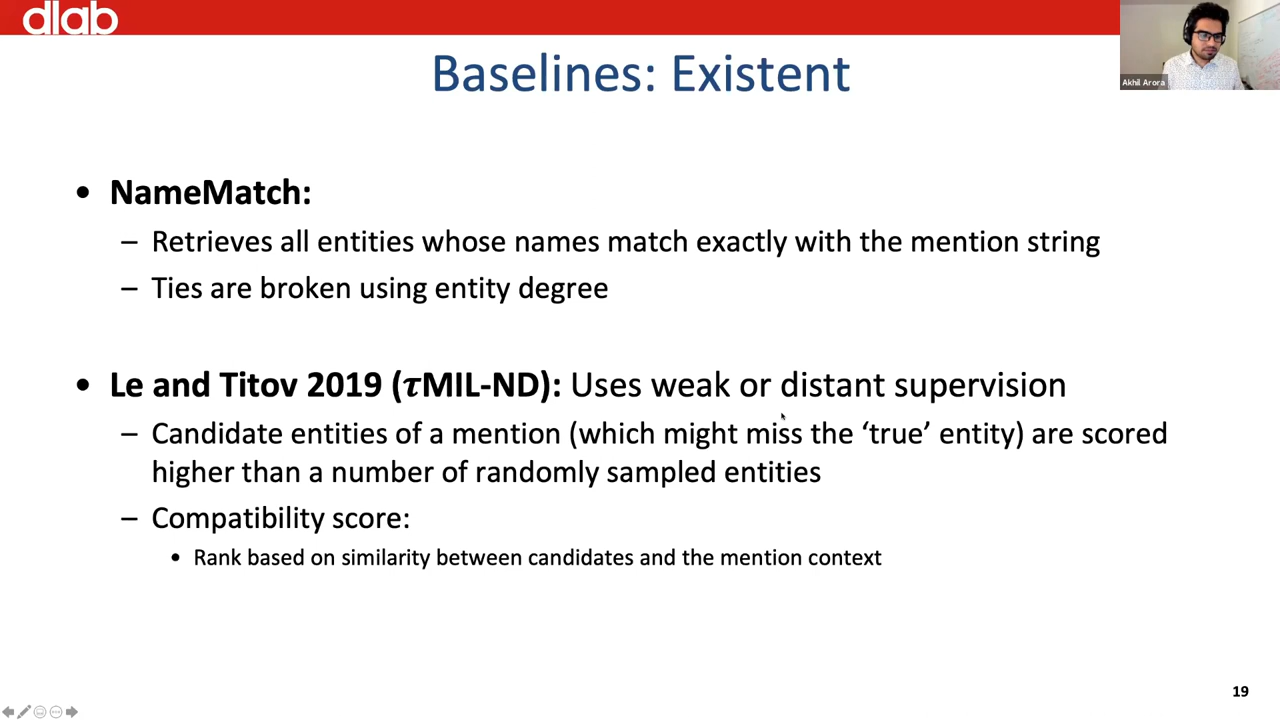 dlab
Akhil Arora
Baselines: Existent
• NameMatch:
– Retrieves all entities whose names match exactly with the mention string
– Ties are broken using entity degree
• Le and Titov 2019 (τMIL-ND): Uses weak or distant supervision
– Candidate entities of a mention (which might miss the ‘true’ entity) are scored
higher than a number of randomly sampled entities
– Compatibility score:
• Rank based on similarity between candidates and the mention context
19